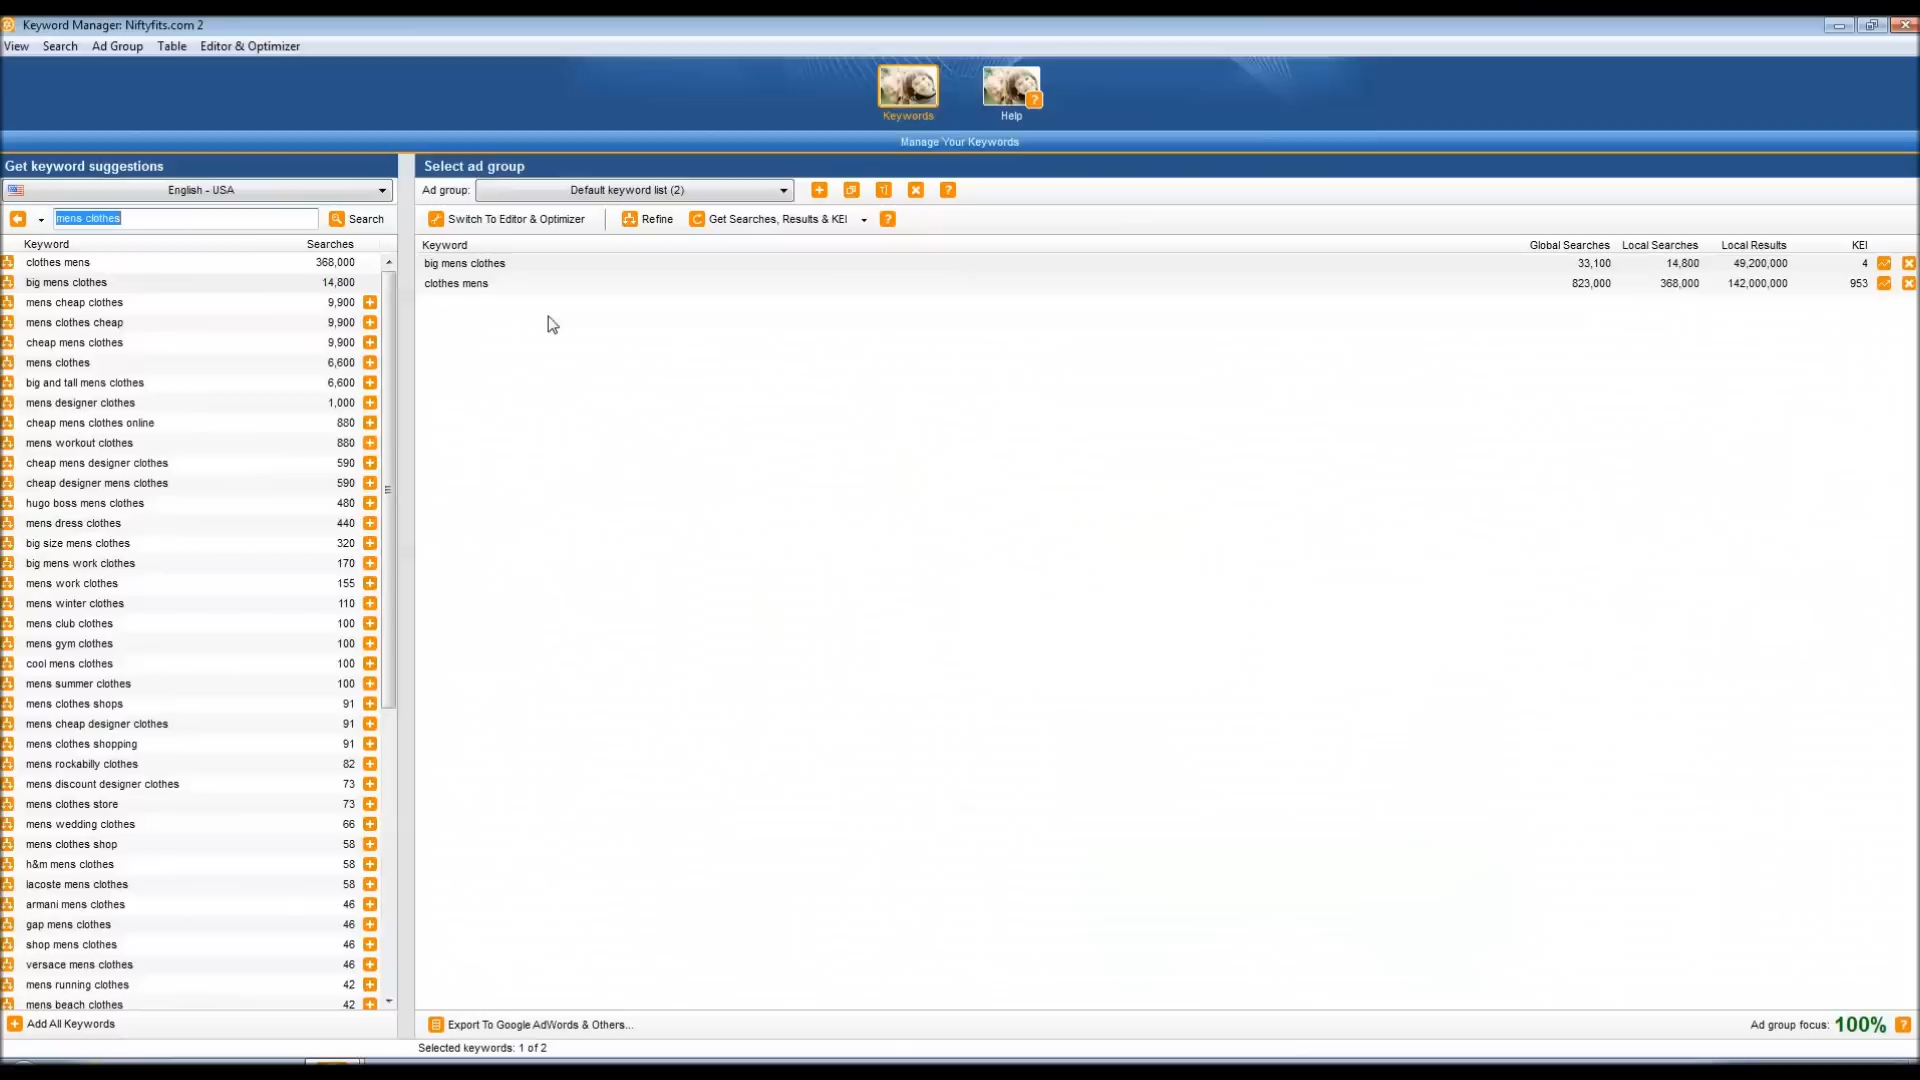 Keyword Manager: Niftyfits.com 2
View Search Ad Group Table Editor & Optimizer
Keywords Help
Manage Your Keywords
Get keyword suggestions
English - USA
mens clothes Search
Keyword Searches
clothes mens 368,000
big mens clothes 14,800
mens cheap clothes 9,900
mens clothes cheap 9,900
cheap mens clothes 9,900
mens clothes 6,600
big and tall mens clothes 6,600
mens designer clothes 1,000
cheap mens clothes online 880
mens workout clothes 880
cheap mens designer clothes 590
cheap designer mens clothes 590
hugo boss mens clothes 480
mens dress clothes 440
big size mens clothes 320
big mens work clothes 170
mens work clothes 155
mens winter clothes 110
mens club clothes 100
mens gym clothes 100
cool mens clothes 100
mens summer clothes 100
mens clothes shops 91
mens cheap designer clothes 91
mens clothes shopping 91
mens rockabilly clothes 82
mens discount designer clothes 73
mens clothes store 73
mens wedding clothes 66
mens clothes shop 58
h&m mens clothes 58
lacoste mens clothes 58
armani mens clothes 46
gap mens clothes 46
shop mens clothes 46
versace mens clothes 46
mens running clothes 42
mens beach clothes 42
Add All Keywords
Select ad group
Ad group: Default keyword list (2)
Switch To Editor & Optimizer Refine Get Searches, Results & KEI
Keyword Global Searches Local Searches Local Results KEI
big mens clothes 33,100 14,800 49,200,000 4
clothes mens 823,000 368,000 142,000,000 953
Export To Google AdWords & Others... Ad group focus: 100%
Selected keywords: 1 of 2